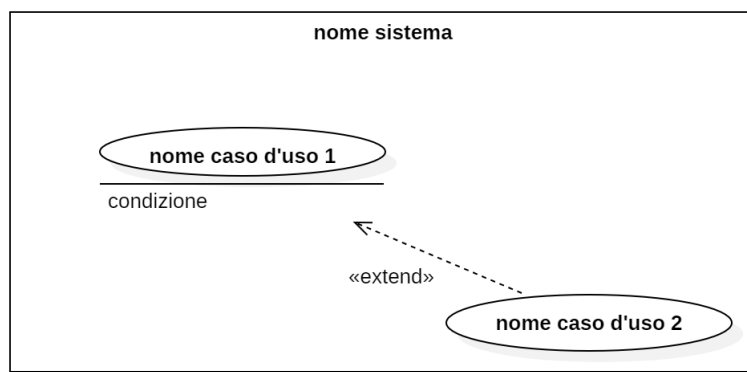 nome sistema
nome caso d'uso 1
condizione
«extend»
nome caso d'uso 2